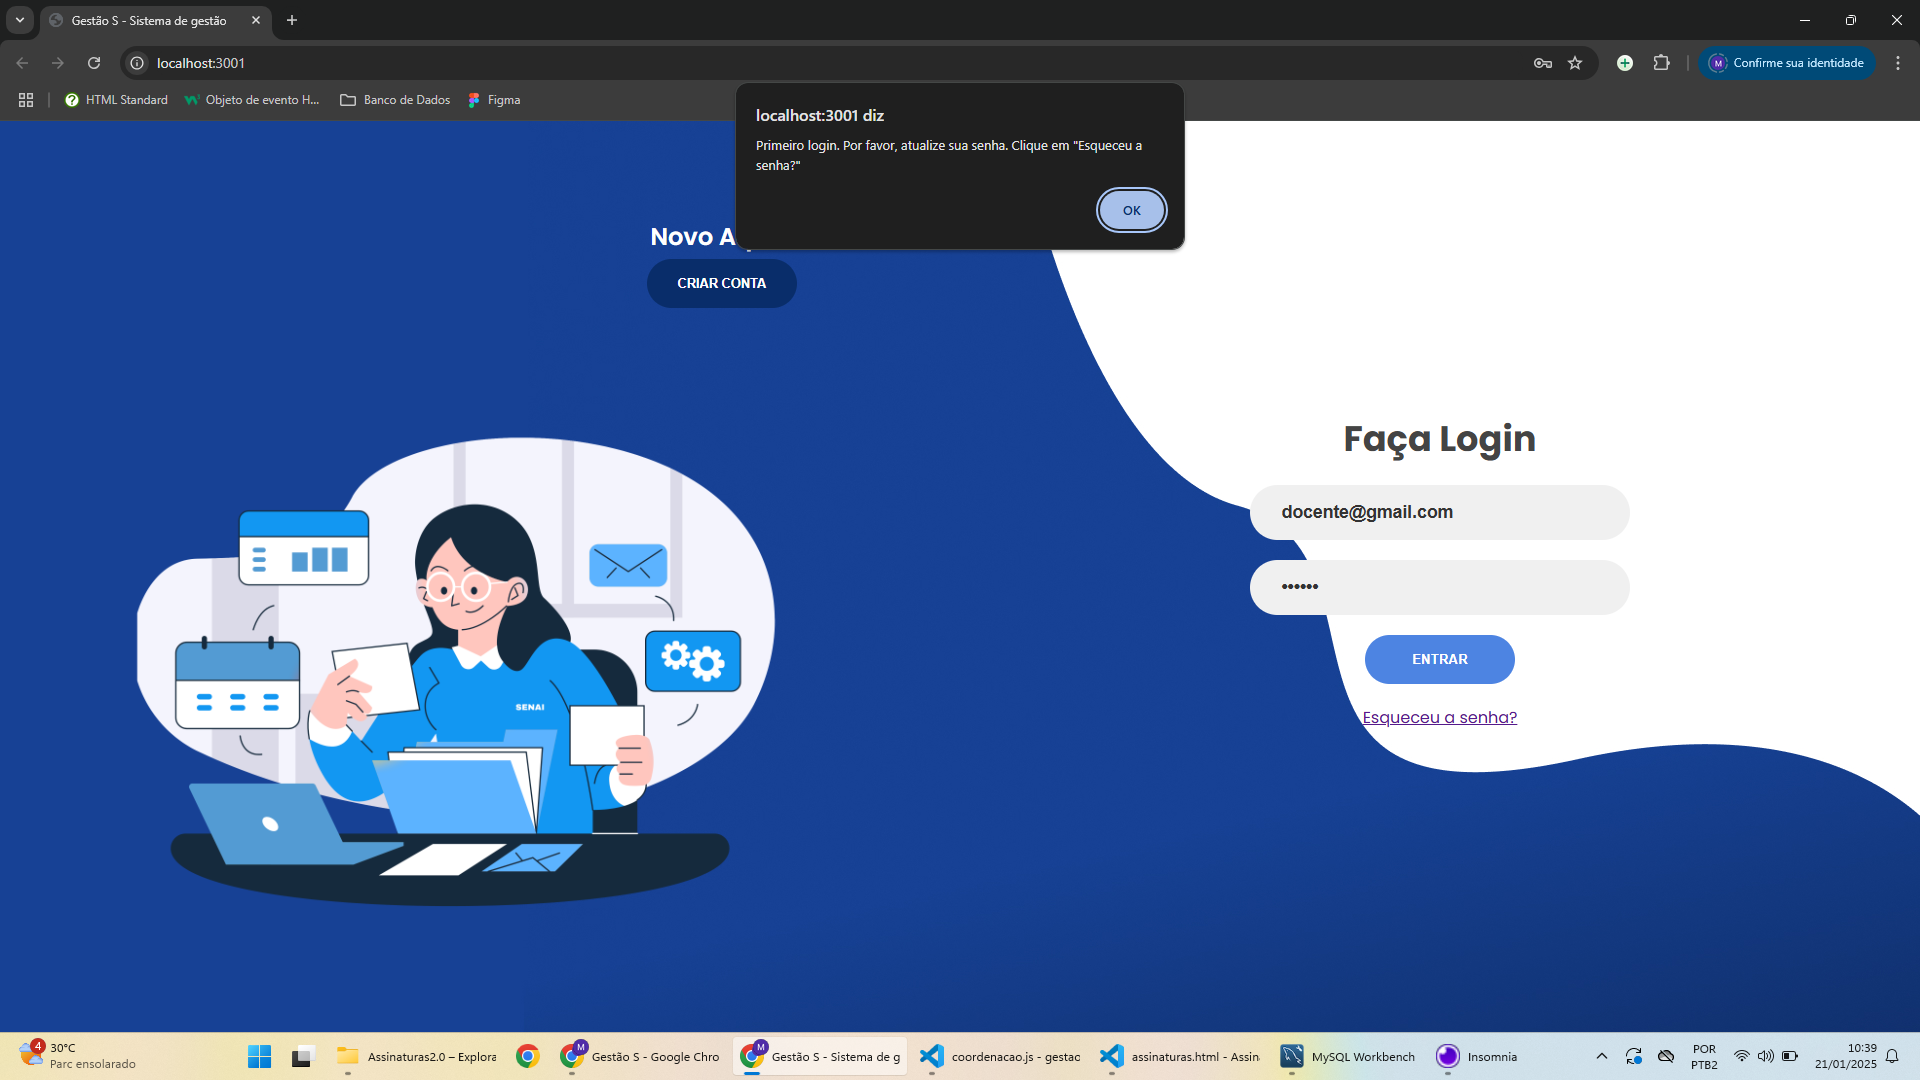 Gestão S - Sistema de gestão
localhost:3001
M
Confirme sua identidade
HTML Standard
Objeto de evento H...
Banco de Dados
Figma
localhost:3001 diz
Primeiro login. Por favor, atualize sua senha. Clique em "Esqueceu a
senha?"
OK
Novo A
CRIAR CONTA
Faça Login
docente@gmail.com
••••••
ENTRAR
Esqueceu a senha?
SENAI
4
30°C
Parc ensolarado
Assinaturas2.0 – Explora
M
Gestão S - Google Chro
M
Gestão S - Sistema de g
coordenacao.js - gestao
assinaturas.html - Assin
MySQL Workbench
Insomnia
POR
PTB2
10:39
21/01/2025